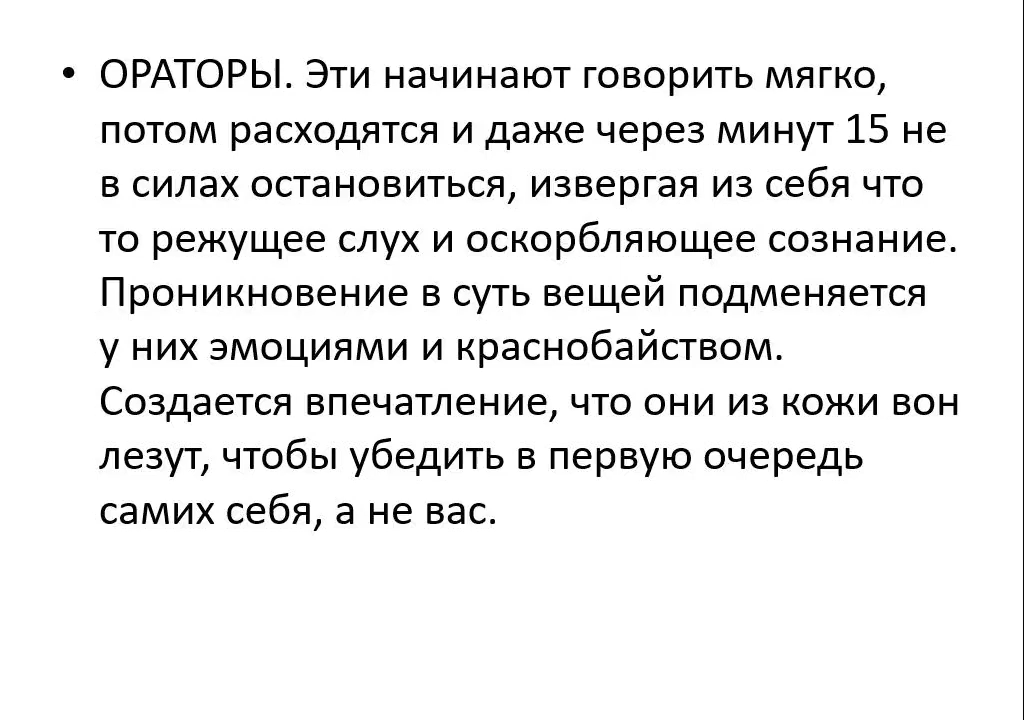 • ОРАТОРЫ. Эти начинают говорить мягко,
потом расходятся и даже через минут 15 не
в силах остановиться, извергая из себя что
то режущее слух и оскорбляющее сознание.
Проникновение в суть вещей подменяется
у них эмоциями и краснобайством.
Создается впечатление, что они из кожи вон
лезут, чтобы убедить в первую очередь
самих себя, а не вас.